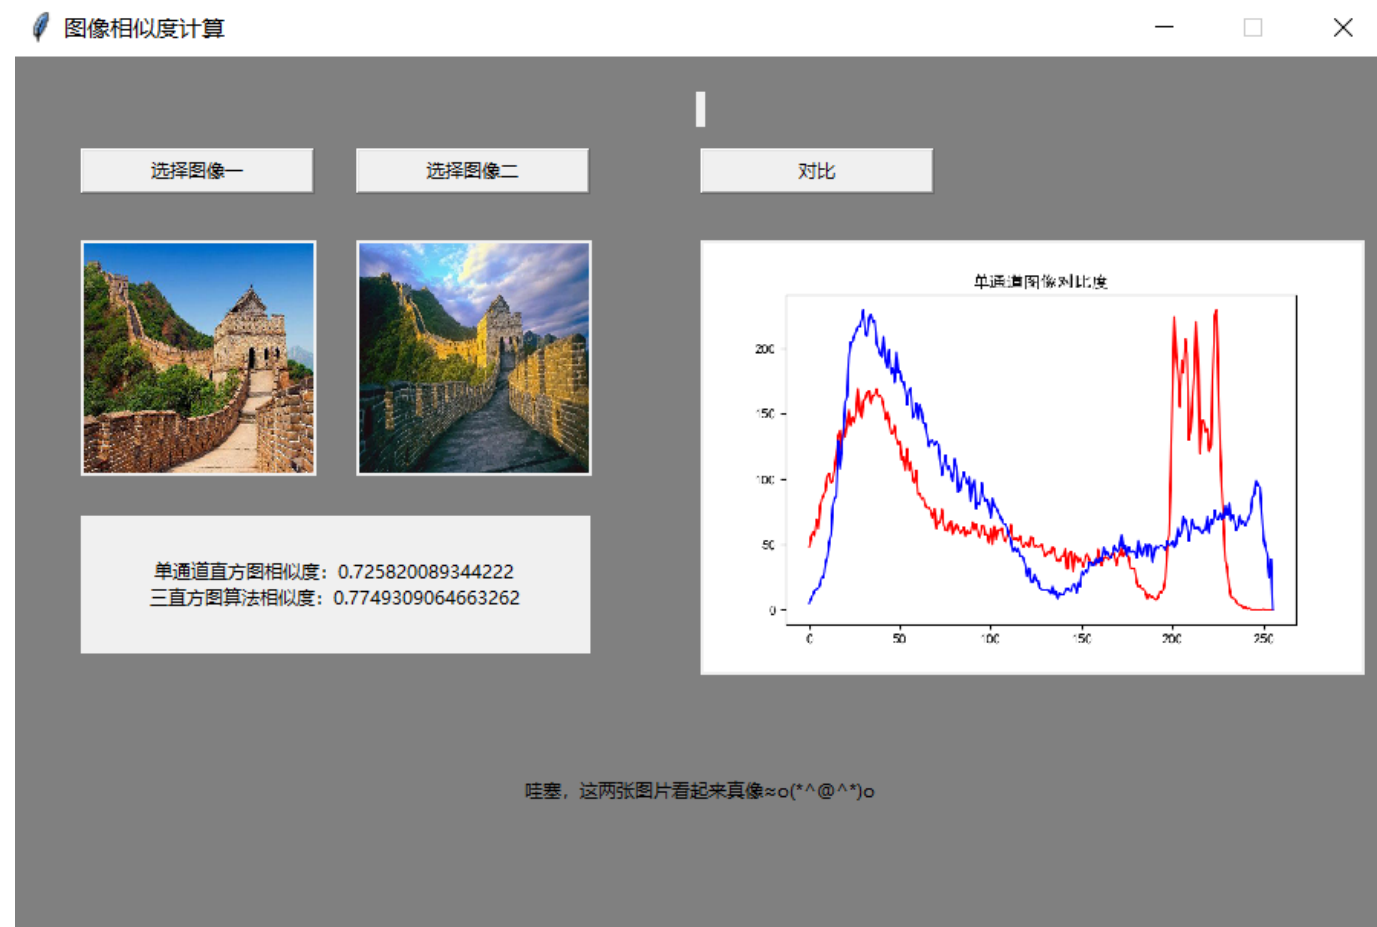 图像相似度计算
选择图像一
选择图像二
对比
单通道图像对比度
200
150
100
50
0
0
50
100
150
200
250
单通道直方图相似度：0.725820089344222
三直方图算法相似度：0.7749309064663262
哇塞，这两张图片看起来真像≈o(*^@^*)o